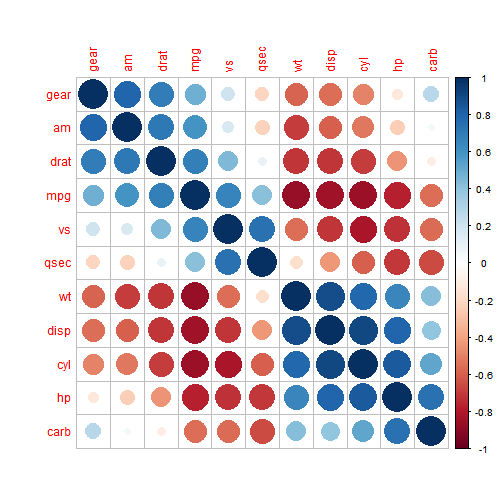 gear am drat mpg vs qsec wt disp cyl hp carb
gear
am
drat
mpg
vs
qsec
wt
disp
cyl
hp
carb
1
0.8
0.6
0.4
0.2
0
-0.2
-0.4
-0.6
-0.8
-1